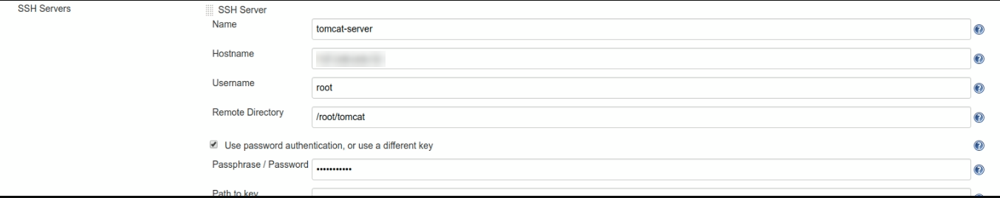 SSH Servers
SSH Server
Name
tomcat-server
Hostname
Username
root
Remote Directory
/root/tomcat
Use password authentication, or use a different key
Passphrase / Password
•••••••••••
Path to key